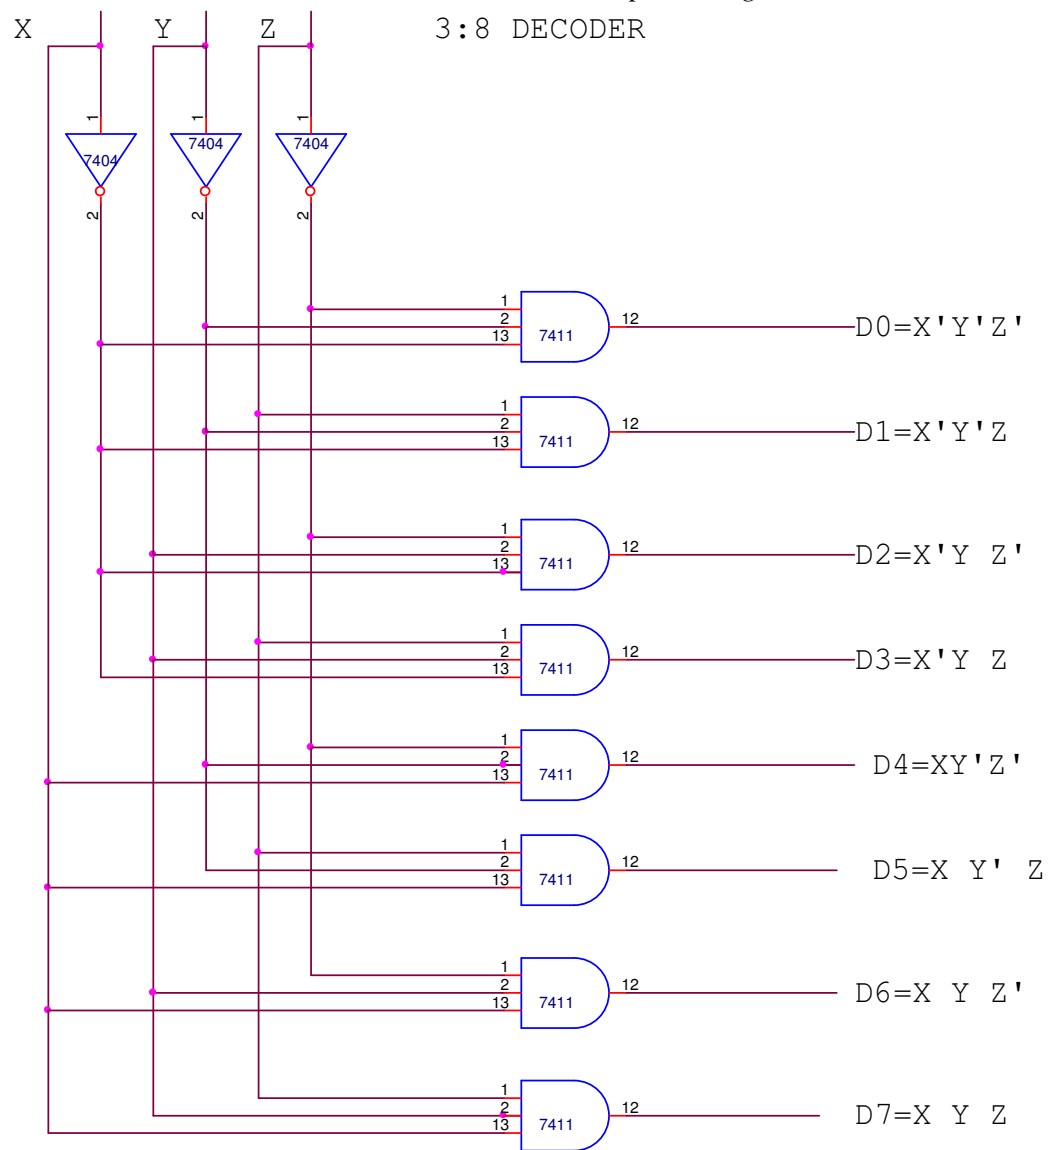 X Y Z 3:8 DECODER
1 1 1
7404 7404 7404
2 2 2
1
2 12
13 7411 D0=X'Y'Z'
1
2 12
13 7411 D1=X'Y'Z
1
2 12
13 7411 D2=X'Y Z'
1
2 12
13 7411 D3=X'Y Z
1
2 12
13 7411 D4=XY'Z'
1
2 12
13 7411 D5=X Y' Z
1
2 12
13 7411 D6=X Y Z'
1
2 12
13 7411 D7=X Y Z